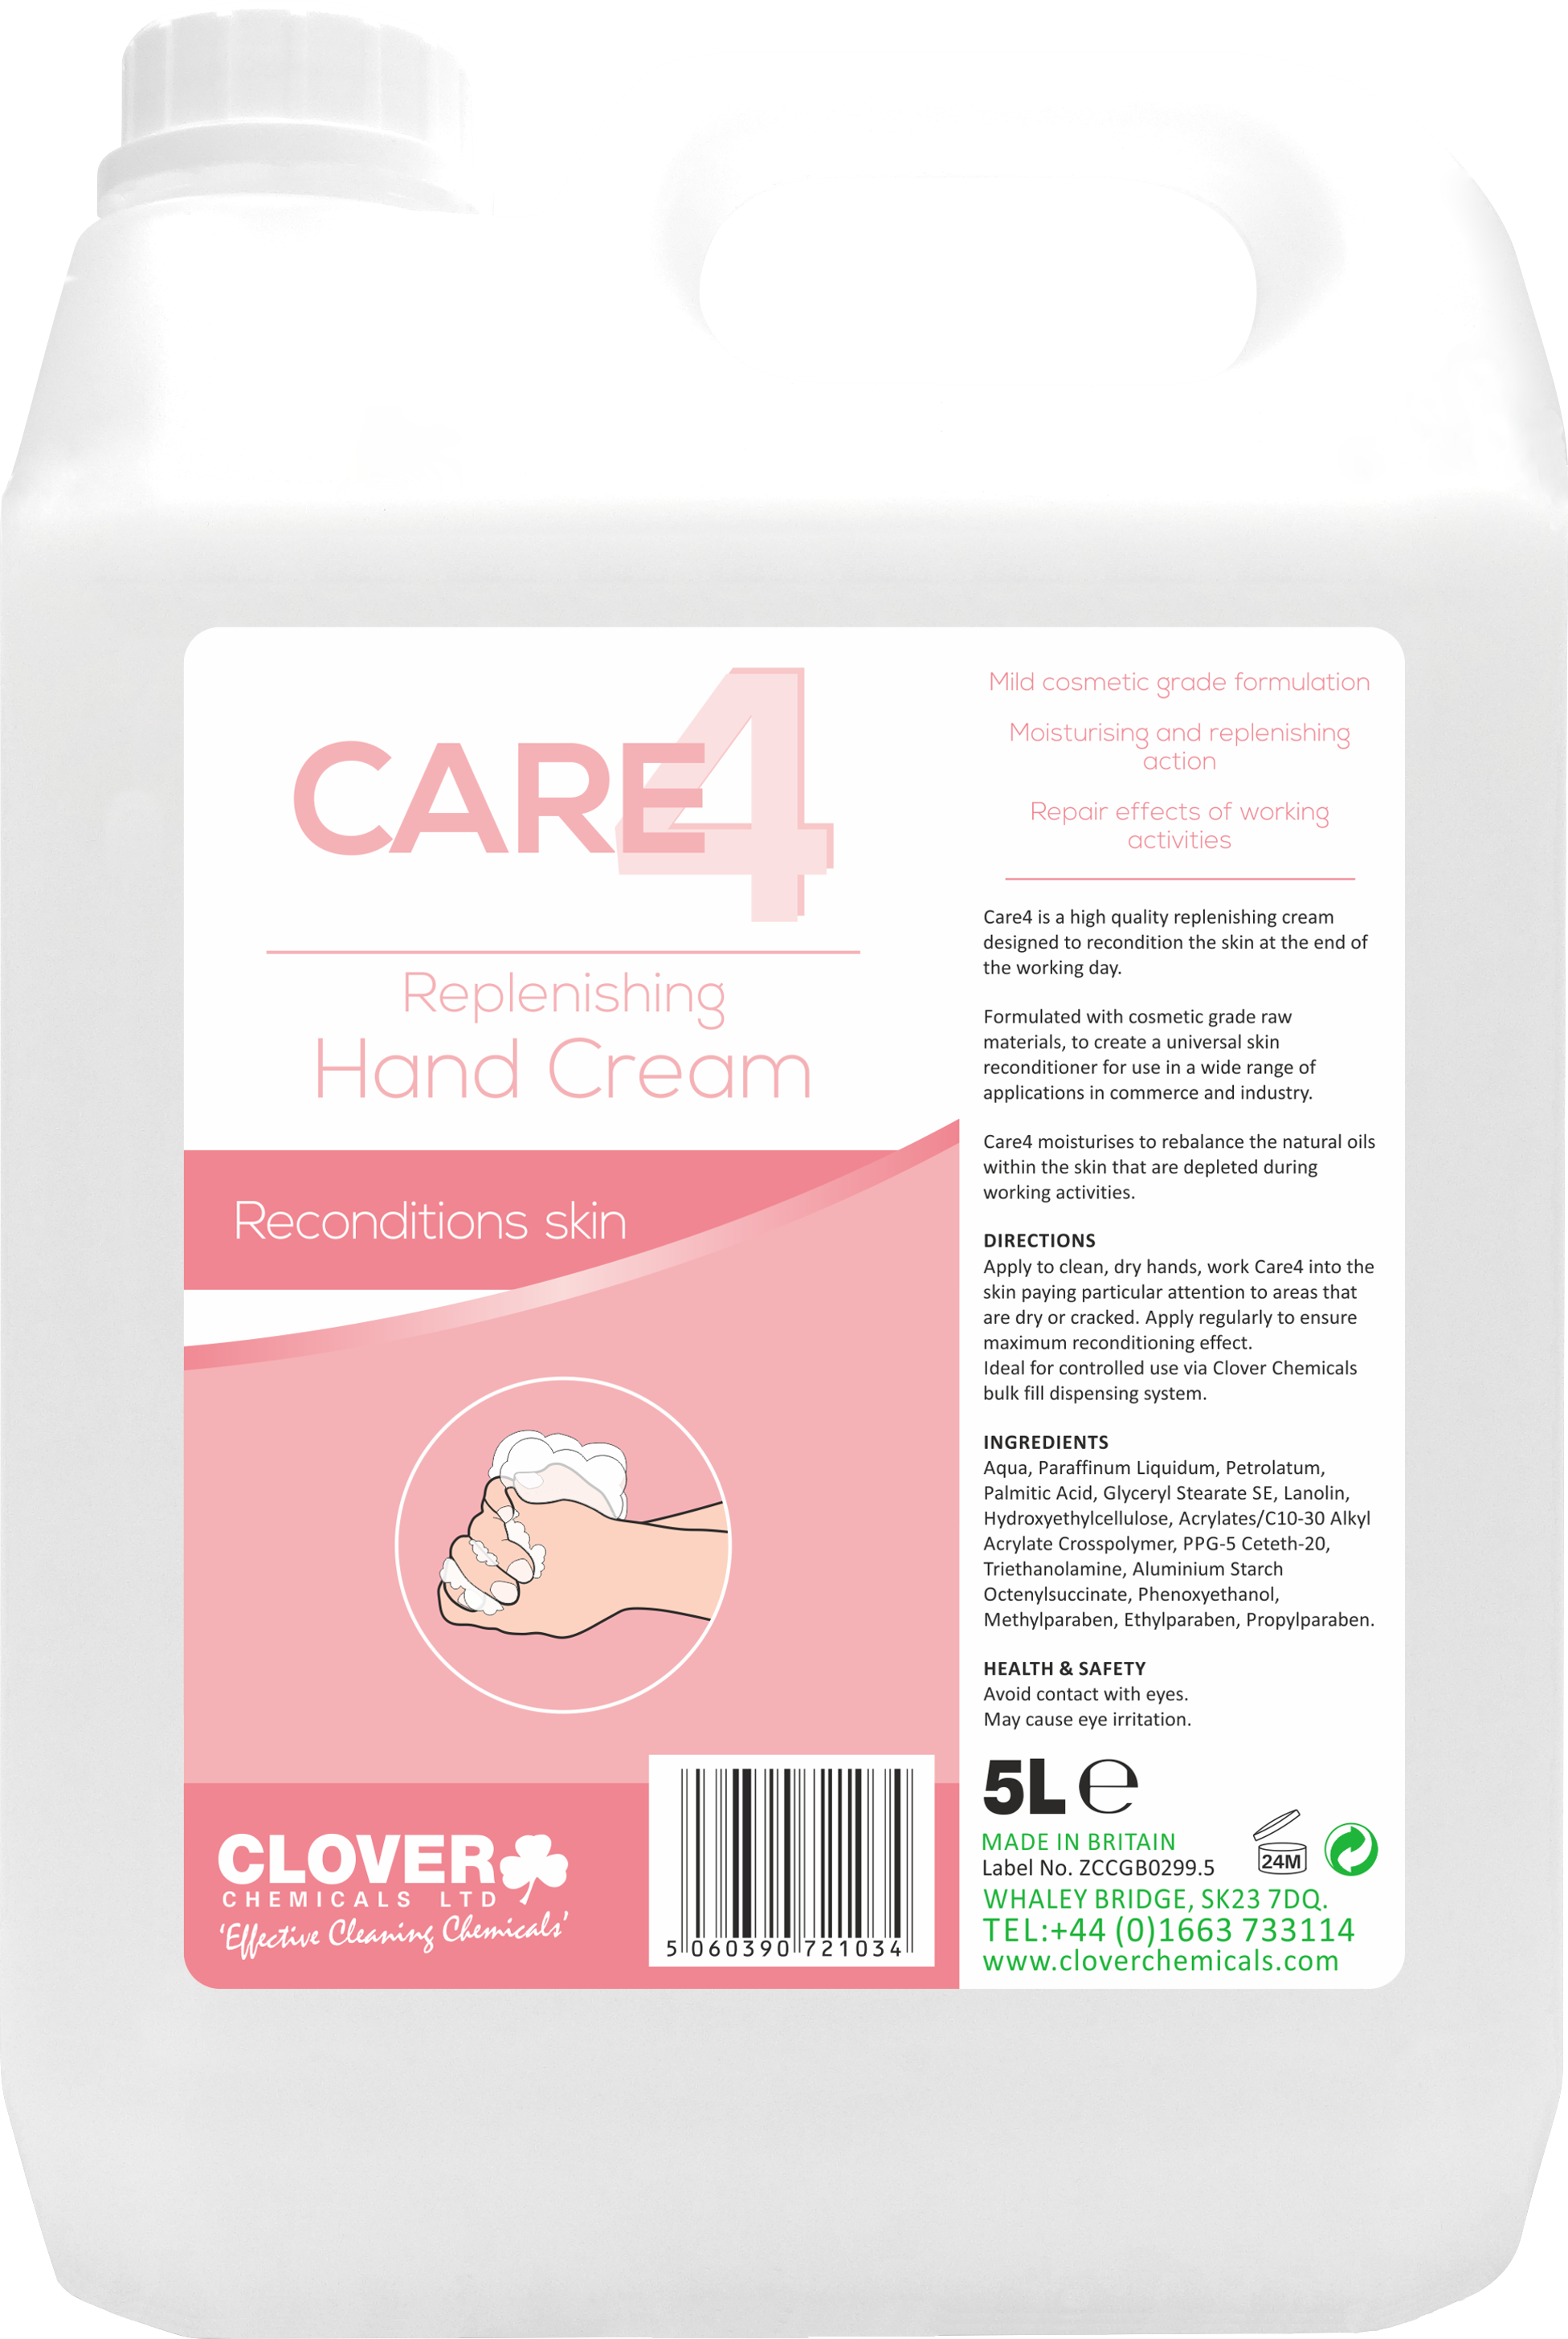 CARE4
Replenishing
Hand Cream
Reconditions skin
CLOVER
CHEMICALS LTD
'Effective Cleaning Chemicals'
5 060390 721034
Mild cosmetic grade formulation
Moisturising and replenishing
action
Repair effects of working
activities
Care4 is a high quality replenishing cream
designed to recondition the skin at the end of
the working day.
Formulated with cosmetic grade raw
materials, to create a universal skin
reconditioner for use in a wide range of
applications in commerce and industry.
Care4 moisturises to rebalance the natural oils
within the skin that are depleted during
working activities.
DIRECTIONS
Apply to clean, dry hands, work Care4 into the
skin paying particular attention to areas that
are dry or cracked. Apply regularly to ensure
maximum reconditioning effect.
Ideal for controlled use via Clover Chemicals
bulk fill dispensing system.
INGREDIENTS
Aqua, Paraffinum Liquidum, Petrolatum,
Palmitic Acid, Glyceryl Stearate SE, Lanolin,
Hydroxyethylcellulose, Acrylates/C10-30 Alkyl
Acrylate Crosspolymer, PPG-5 Ceteth-20,
Triethanolamine, Aluminium Starch
Octenylsuccinate, Phenoxyethanol,
Methylparaben, Ethylparaben, Propylparaben.
HEALTH & SAFETY
Avoid contact with eyes.
May cause eye irritation.
5L ℮
MADE IN BRITAIN
Label No. ZCCGB0299.5
24M
WHALEY BRIDGE, SK23 7DQ.
TEL:+44 (0)1663 733114
www.cloverchemicals.com